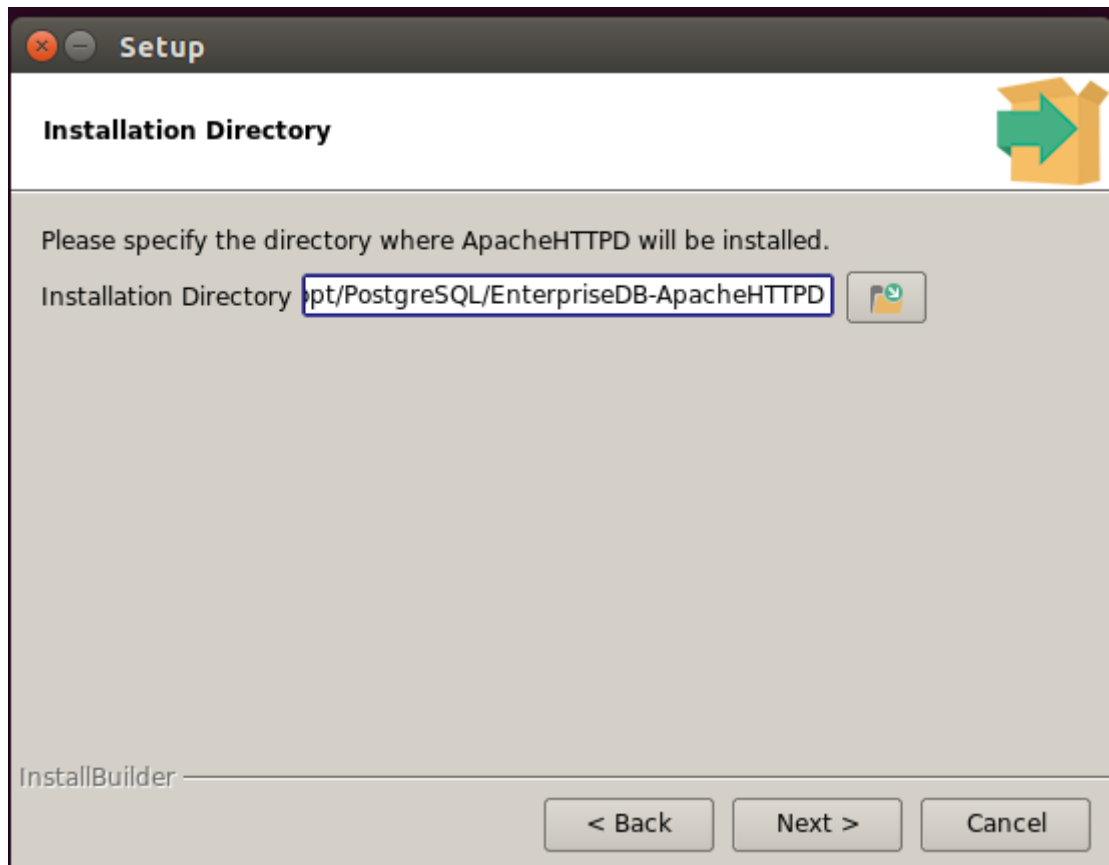 Setup
Installation Directory
Please specify the directory where ApacheHTTPD will be installed.
Installation Directory opt/PostgreSQL/EnterpriseDB-ApacheHTTPD
InstallBuilder
< Back Next > Cancel